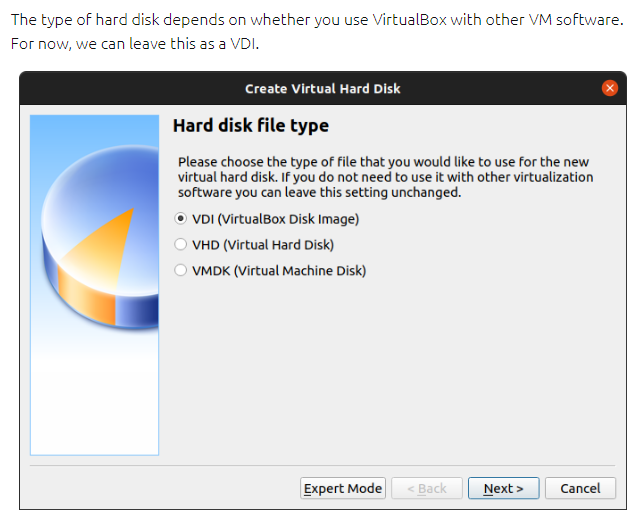 The type of hard disk depends on whether you use VirtualBox with other VM software.
For now, we can leave this as a VDI.
Create Virtual Hard Disk
Hard disk file type
Please choose the type of file that you would like to use for the new
virtual hard disk. If you do not need to use it with other virtualization
software you can leave this setting unchanged.
VDI (VirtualBox Disk Image)
VHD (Virtual Hard Disk)
VMDK (Virtual Machine Disk)
Expert Mode
< Back
Next >
Cancel